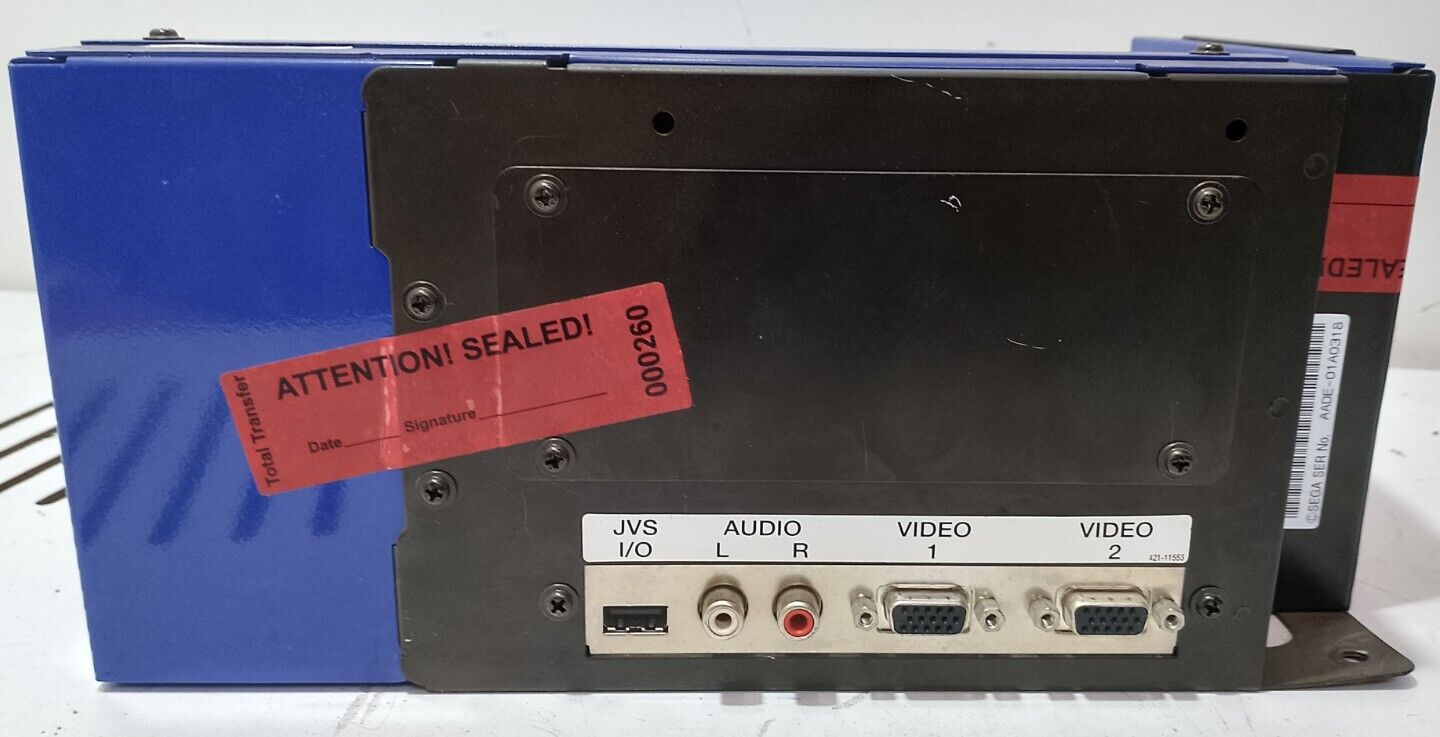 Total Transfer
ATTENTION! SEALED!
Date Signature
000260
EALED!
©SEGA SER No. AADE-01A0318
JVS I/O
AUDIO
L R
VIDEO 1
VIDEO 2
421-11553